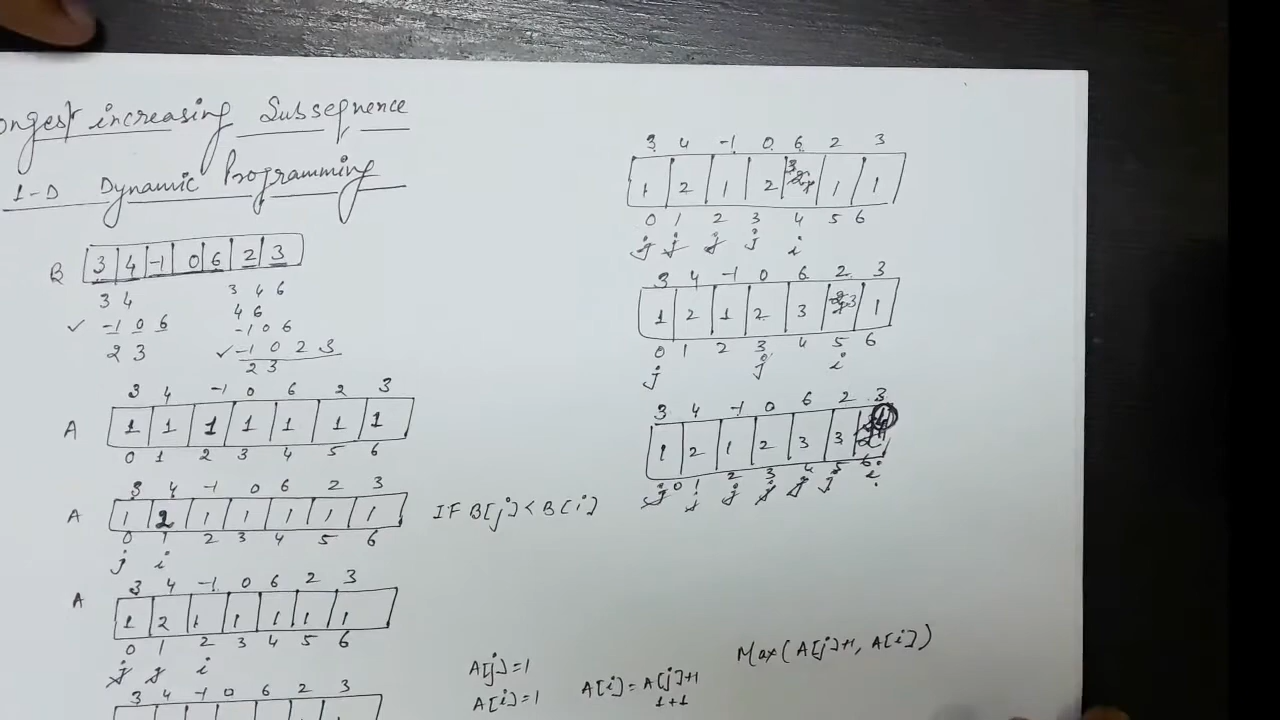 ongest increasing Subsequence
1-D Dynamic Programming
B 3 4 -1 0 6 2 3
3 4
✓ -1 0 6
2 3
3 4 6
4 6
-1 0 6
✓ -1 0 2 3
2 3
3 4 -1 0 6 2 3
A 1 1 1 1 1 1 1
0 1 2 3 4 5 6
3 4 -1 0 6 2 3
A 1 2 1 1 1 1 1
0 1 2 3 4 5 6
j i
IF B[j] < B[i]
3 4 -1 0 6 2 3
A 1 2 1 1 1 1 1
0 1 2 3 4 5 6
j j i
3 4 -1 0 6 2 3
A[j]=1
A[i]=1
A[i]=A[j]+1
1+1
Max(A[j]+1, A[i])
3 4 -1 0 6 2 3
1 2 1 2 3 1 1
0 1 2 3 4 5 6
j j j j i
3 4 -1 0 6 2 3
1 2 1 2 3 3 1
0 1 2 3 4 5 6
j j i
3 4 -1 0 6 2 3
1 2 1 2 3 3 4
0 1 2 3 4 5 6
j j j j j j i